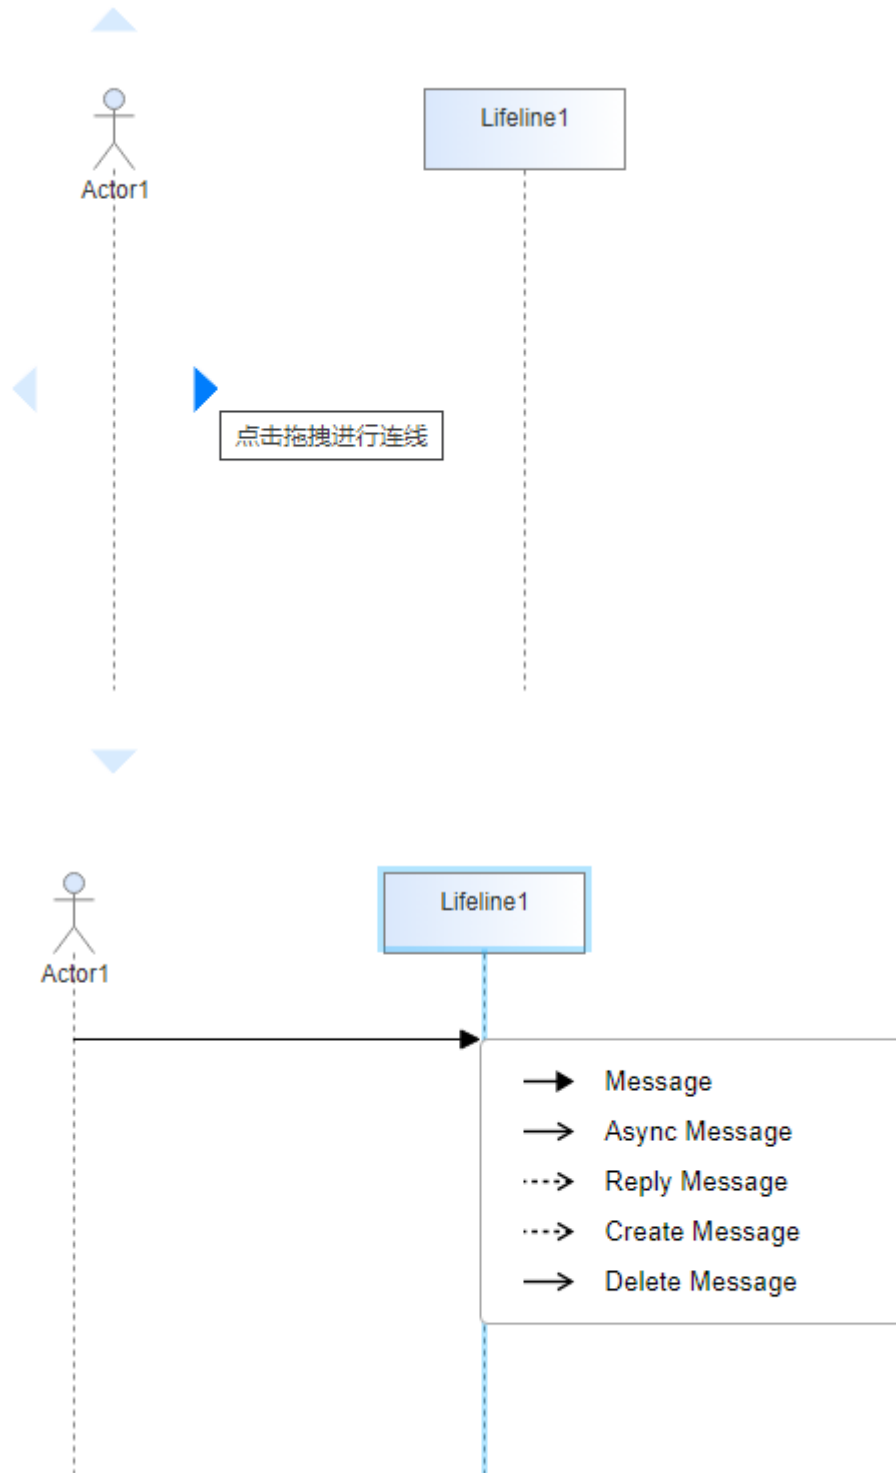 Lifeline1
Actor1
点击拖拽进行连线
Lifeline1
Actor1
Message
Async Message
Reply Message
Create Message
Delete Message